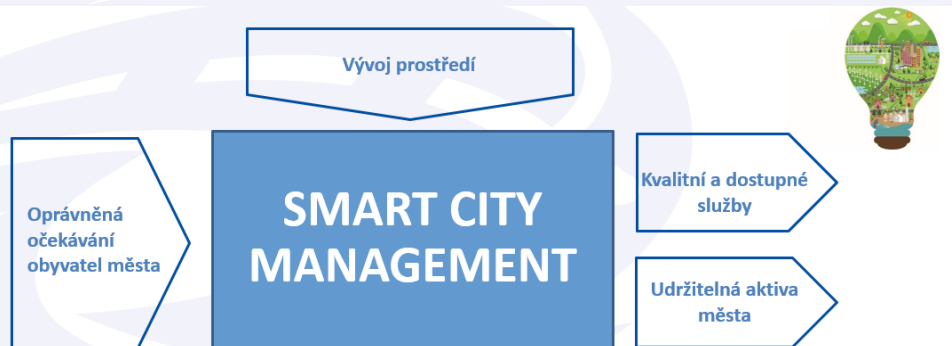 Vývoj prostředí
Oprávněná
očekávání
obyvatel města
SMART CITY
MANAGEMENT
Kvalitní a dostupné
služby
Udržitelná aktiva
města